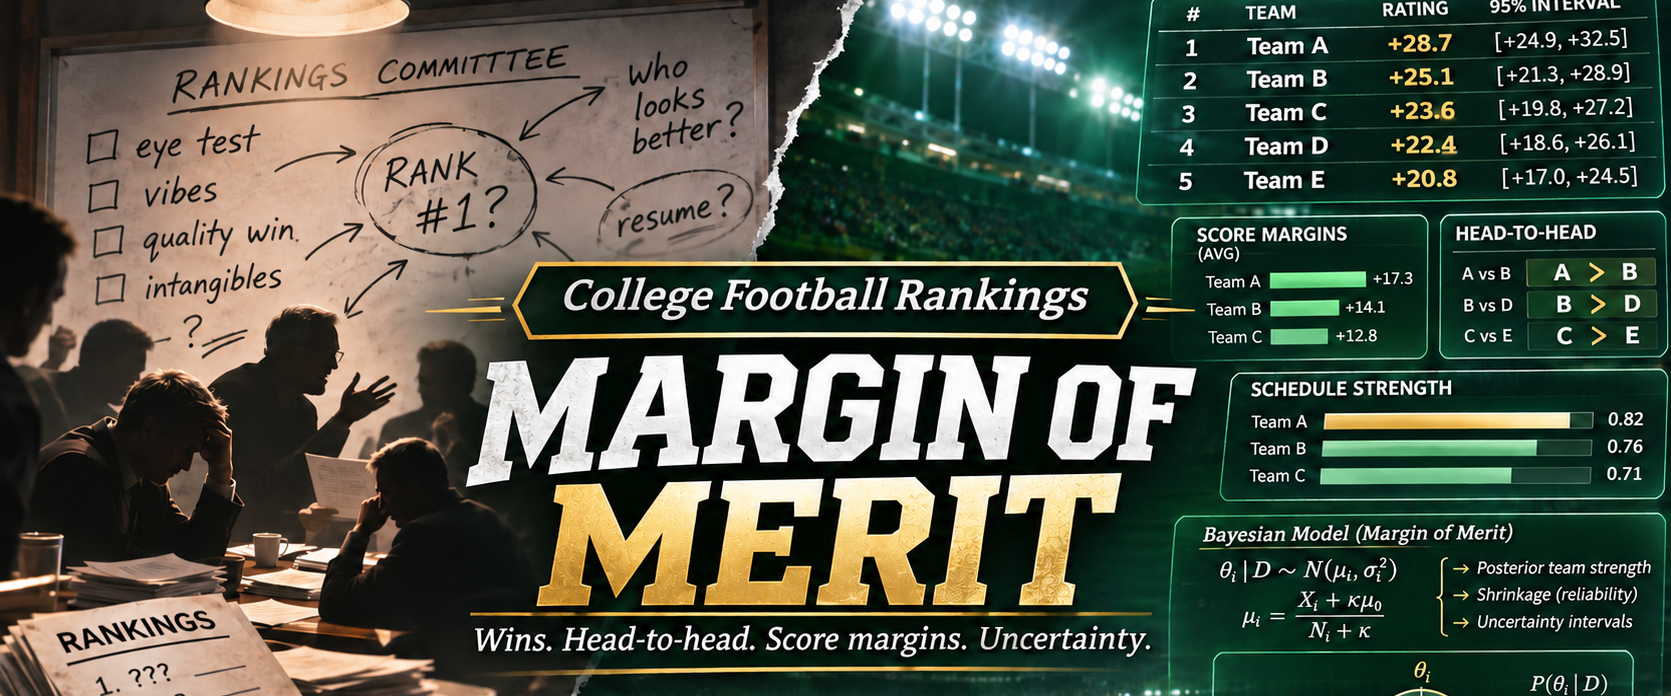 RANKINGS COMMITTTEE
eye test
vibes
quality win.
intangibles
?
RANK
#1?
who
looks
better?
resume?
RANKINGS
1. ???
College Football Rankings
MARGIN OF
MERIT
Wins. Head-to-head. Score margins. Uncertainty.
# TEAM RATING 95% INTERVAL
1 Team A +28.7 [+24.9, +32.5]
2 Team B +25.1 [+21.3, +28.9]
3 Team C +23.6 [+19.8, +27.2]
4 Team D +22.4 [+18.6, +26.1]
5 Team E +20.8 [+17.0, +24.5]
SCORE MARGINS
(AVG)
Team A +17.3
Team B +14.1
Team C +12.8
HEAD-TO-HEAD
A vs B A > B
B vs D B > D
C vs E C > E
SCHEDULE STRENGTH
Team A 0.82
Team B 0.76
Team C 0.71
Bayesian Model (Margin of Merit)
θᵢ | D ~ N(μᵢ, σᵢ²)
μᵢ = (Xᵢ + κμ₀) / (Nᵢ + κ)
→ Posterior team strength
→ Shrinkage (reliability)
→ Uncertainty intervals
θᵢ
P(θᵢ | D)